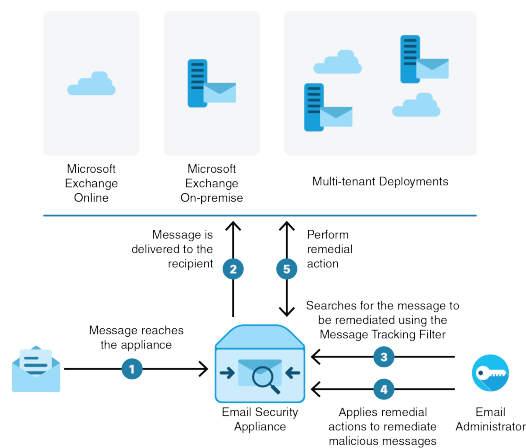 Microsoft
Exchange
Online
Microsoft
Exchange
On-premise
Multi-tenant Deployments
Message is
delivered to the
recipient
2
5
Perform
remedial
action
Message reaches
the appliance
1
Searches for the message to
be remediated using the
Message Tracking Filter
3
4
Email Security
Appliance
Applies remedial
actions to remediate
malicious messages
Email
Administrator